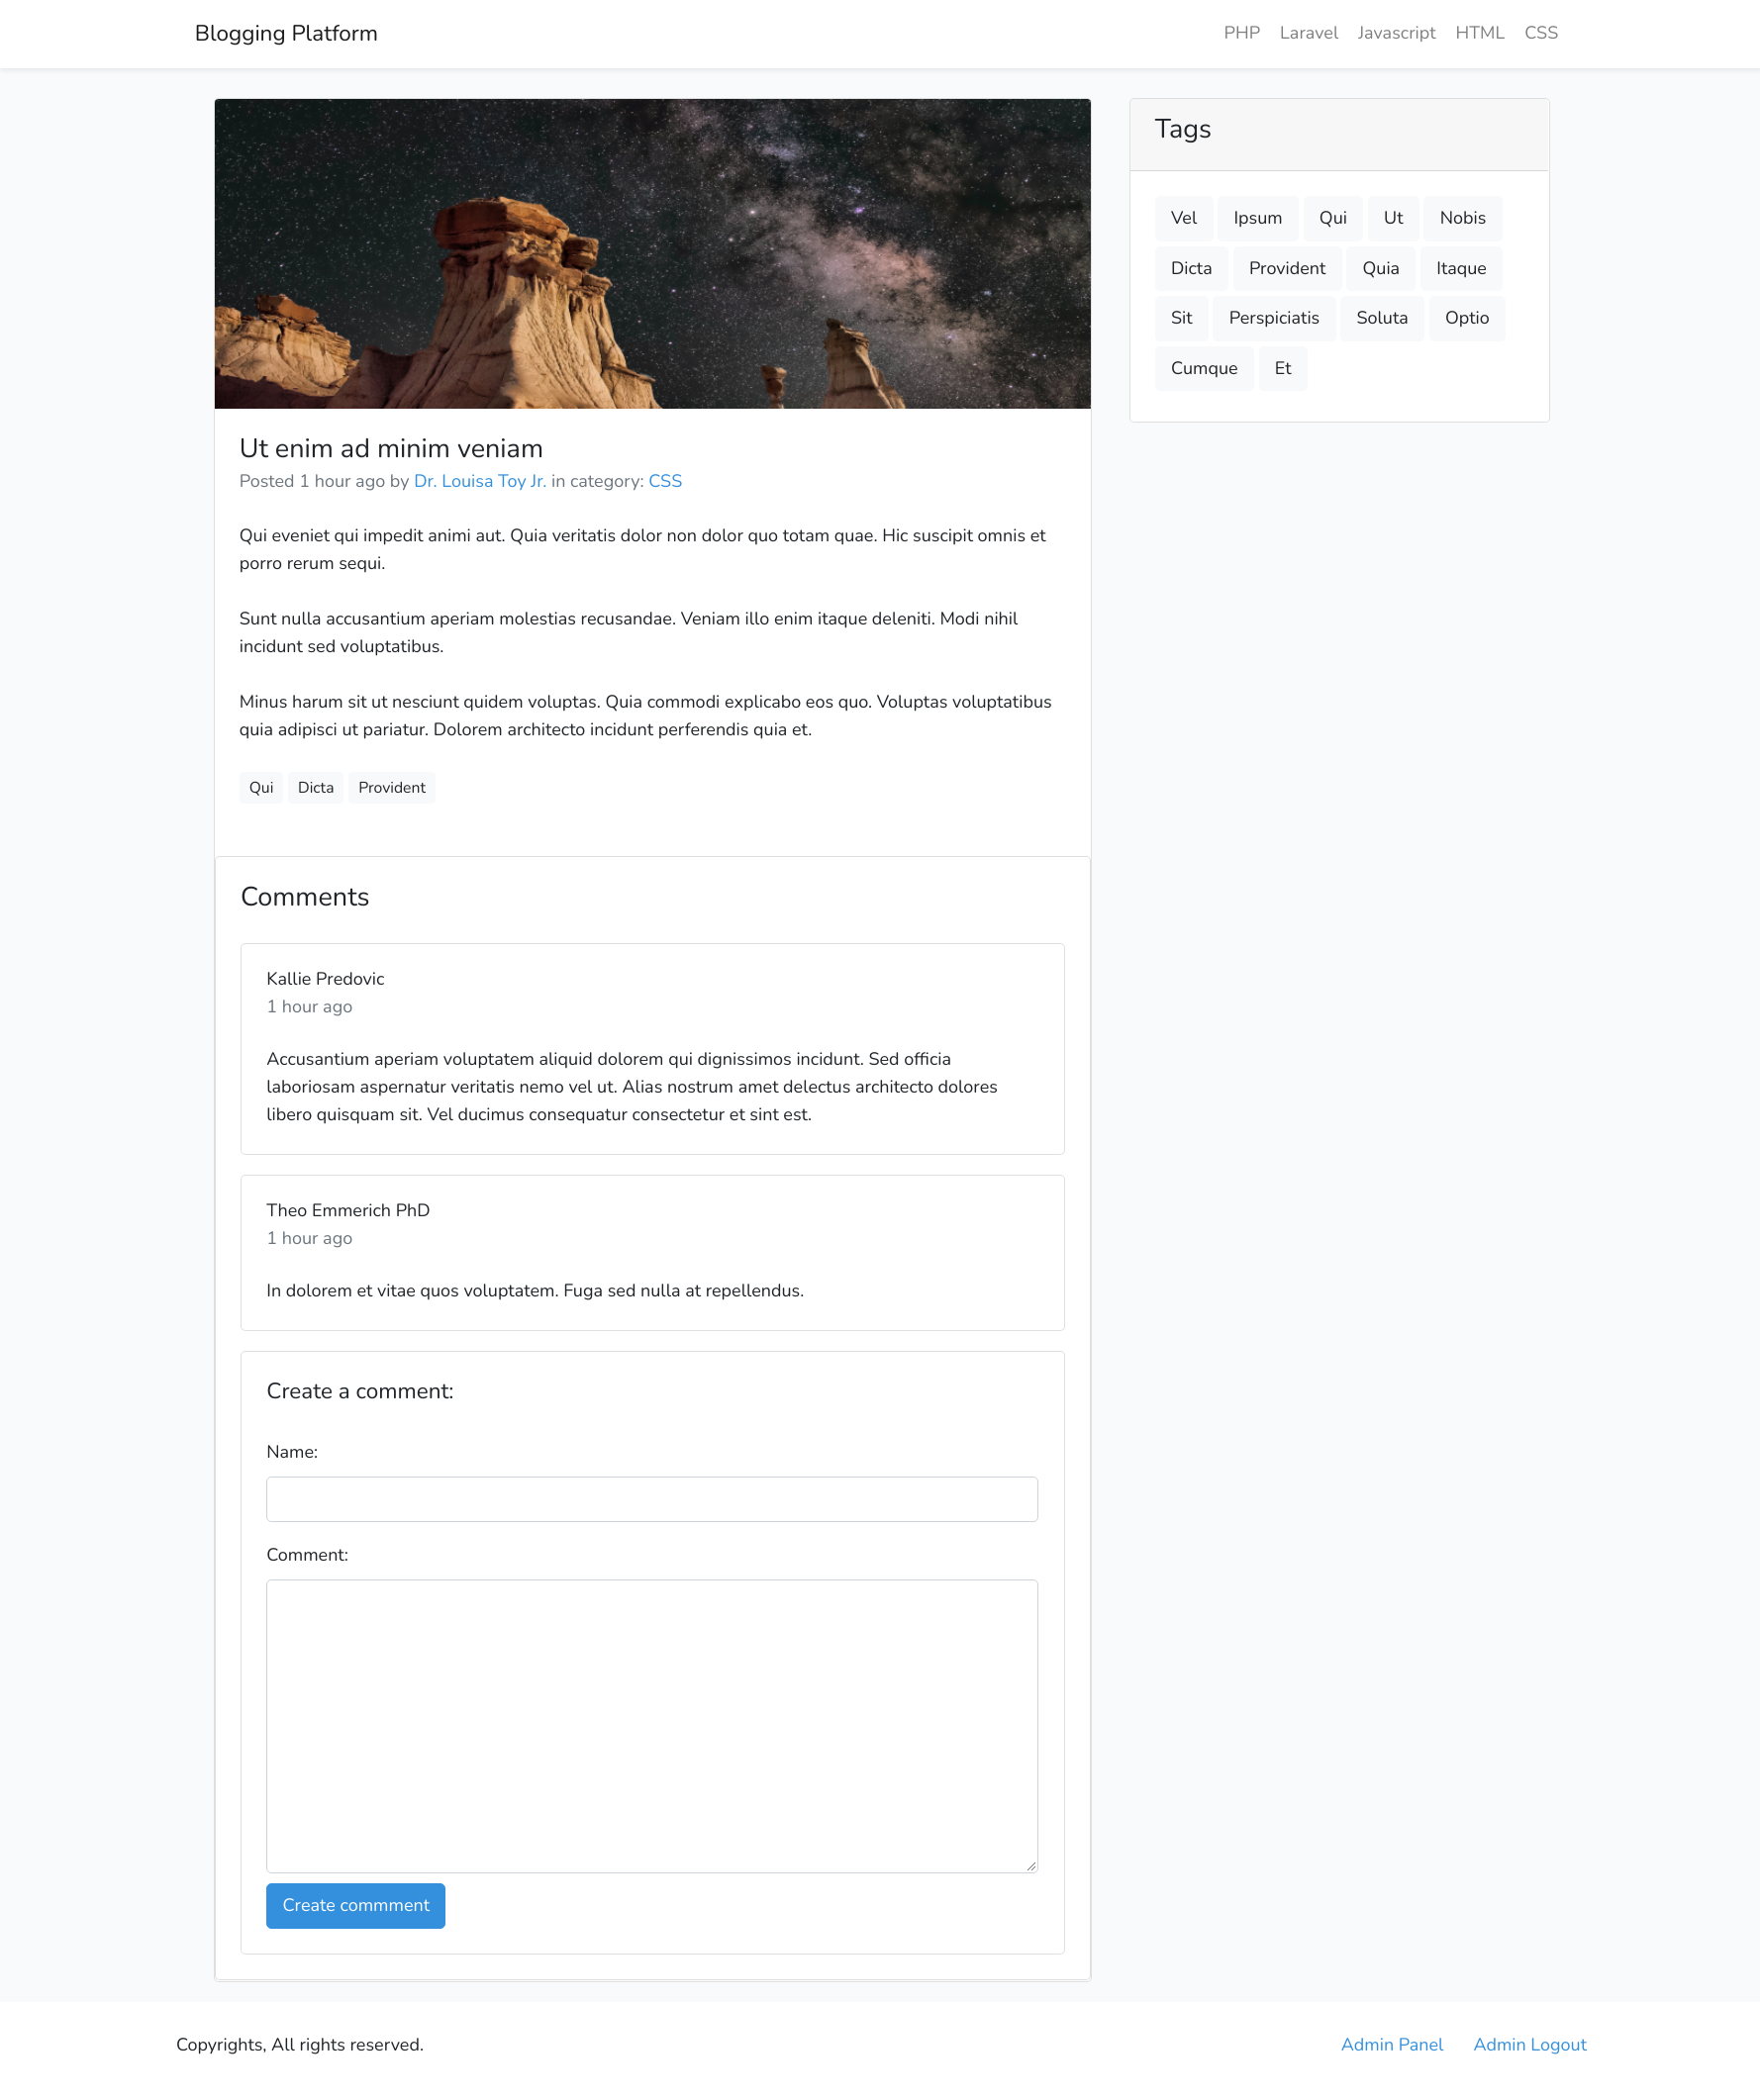 Blogging Platform
PHP Laravel Javascript HTML CSS
Ut enim ad minim veniam
Posted 1 hour ago by Dr. Louisa Toy Jr. in category: CSS
Qui eveniet qui impedit animi aut. Quia veritatis dolor non dolor quo totam quae. Hic suscipit omnis et
porro rerum sequi.
Sunt nulla accusantium aperiam molestias recusandae. Veniam illo enim itaque deleniti. Modi nihil
incidunt sed voluptatibus.
Minus harum sit ut nesciunt quidem voluptas. Quia commodi explicabo eos quo. Voluptas voluptatibus
quia adipisci ut pariatur. Dolorem architecto incidunt perferendis quia et.
Qui Dicta Provident
Comments
Kallie Predovic
1 hour ago
Accusantium aperiam voluptatem aliquid dolorem qui dignissimos incidunt. Sed officia
laboriosam aspernatur veritatis nemo vel ut. Alias nostrum amet delectus architecto dolores
libero quisquam sit. Vel ducimus consequatur consectetur et sint est.
Theo Emmerich PhD
1 hour ago
In dolorem et vitae quos voluptatem. Fuga sed nulla at repellendus.
Create a comment:
Name:
Comment:
Create commment
Tags
Vel Ipsum Qui Ut Nobis
Dicta Provident Quia Itaque
Sit Perspiciatis Soluta Optio
Cumque Et
Copyrights, All rights reserved.
Admin Panel Admin Logout